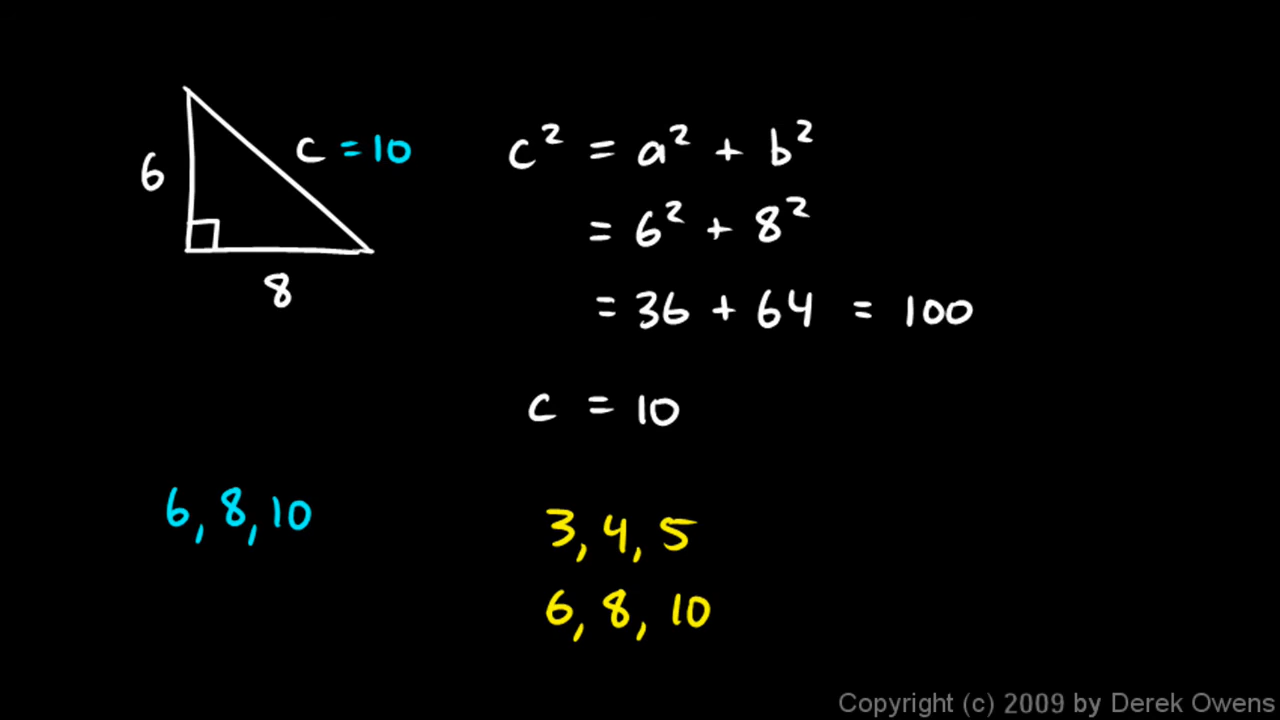 6
c = 10
8
c² = a² + b²
= 6² + 8²
= 36 + 64 = 100
c = 10
6, 8, 10
3, 4, 5
6, 8, 10
Copyright (c) 2009 by Derek Owens